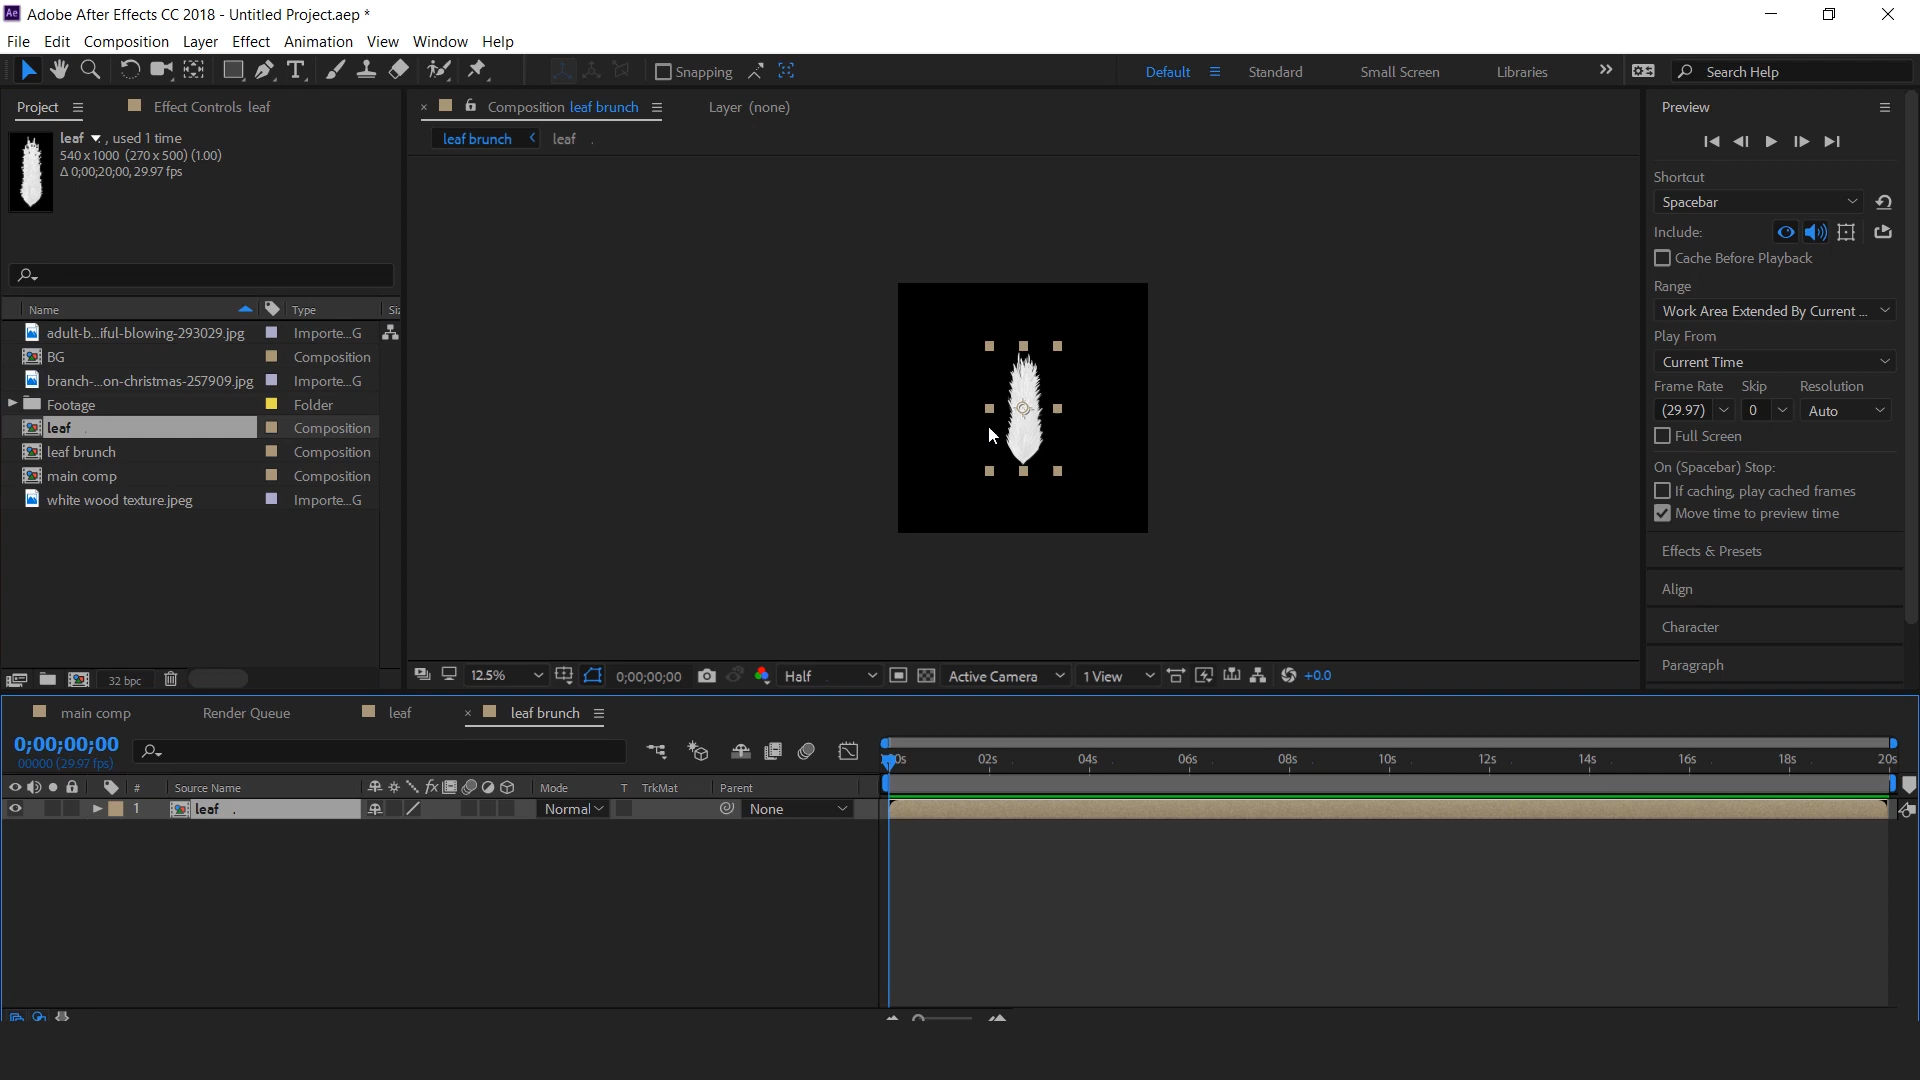 Ae Adobe After Effects CC 2018 - Untitled Project.aep *
File Edit Composition Layer Effect Animation View Window Help
Snapping Default Standard Small Screen Libraries Search Help
Project Effect Controls leaf Composition leaf brunch Layer (none) Preview
leaf , used 1 time
540 x 1000 (270 x 500) (1.00)
Δ 0;00;20;00, 29.97 fps
leaf brunch leaf
Shortcut
Spacebar
Include:
Cache Before Playback
Range
Work Area Extended By Current ...
Play From
Current Time
Frame Rate Skip Resolution
(29.97) 0 Auto
Full Screen
On (Spacebar) Stop:
If caching, play cached frames
Move time to preview time
Effects & Presets
Align
Character
Paragraph
Name Type
adult-b...iful-blowing-293029.jpg Importe...G
BG Composition
branch-...on-christmas-257909.jpg Importe...G
Footage Folder
leaf Composition
leaf brunch Composition
main comp Composition
white wood texture.jpeg Importe...G
32 bpc
12.5% 0;00;00;00 Half Active Camera 1 View +0.0
main comp Render Queue leaf leaf brunch
0;00;00;00
00000 (29.97 fps)
02s 04s 06s 08s 10s 12s 14s 16s 18s 20s
# Source Name Mode T TrkMat Parent
1 leaf Normal None